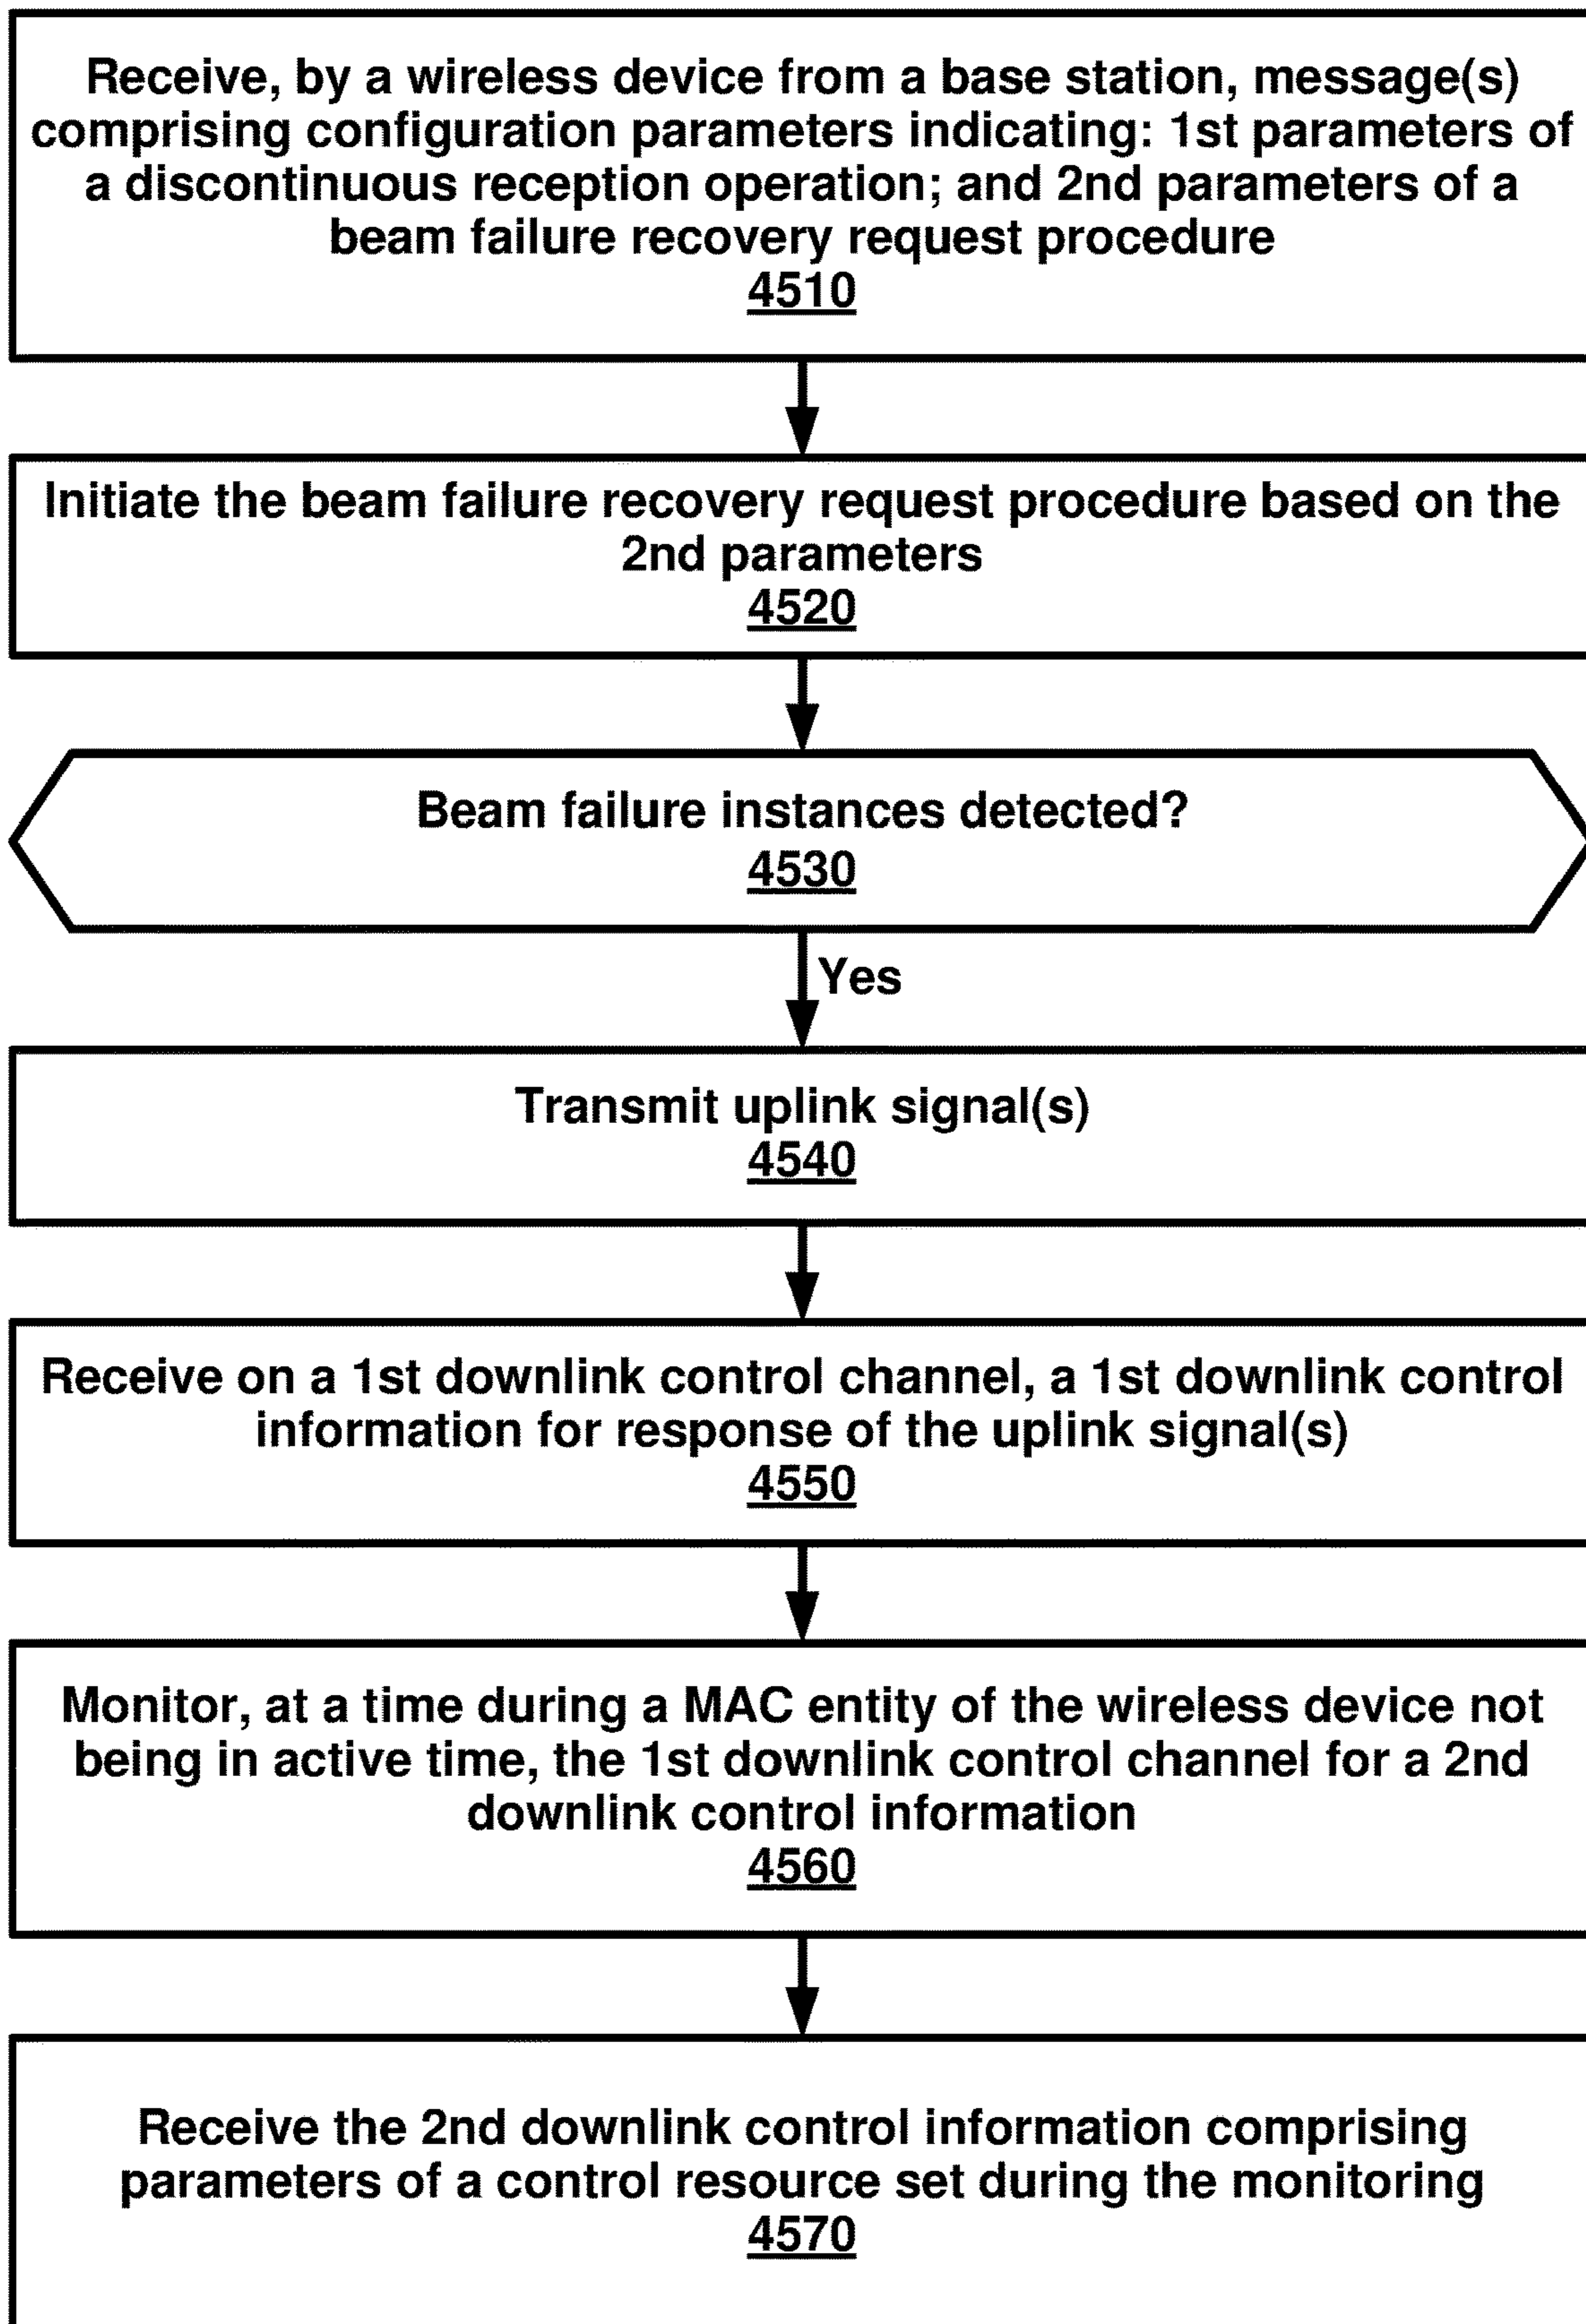 Receive, by a wireless device from a base station, message(s)
comprising configuration parameters indicating: 1st parameters of
a discontinuous reception operation; and 2nd parameters of a
beam failure recovery request procedure
4510
Initiate the beam failure recovery request procedure based on the
2nd parameters
4520
Beam failure instances detected?
4530
Yes
Transmit uplink signal(s)
4540
Receive on a 1st downlink control channel, a 1st downlink control
information for response of the uplink signal(s)
4550
Monitor, at a time during a MAC entity of the wireless device not
being in active time, the 1st downlink control channel for a 2nd
downlink control information
4560
Receive the 2nd downlink control information comprising
parameters of a control resource set during the monitoring
4570